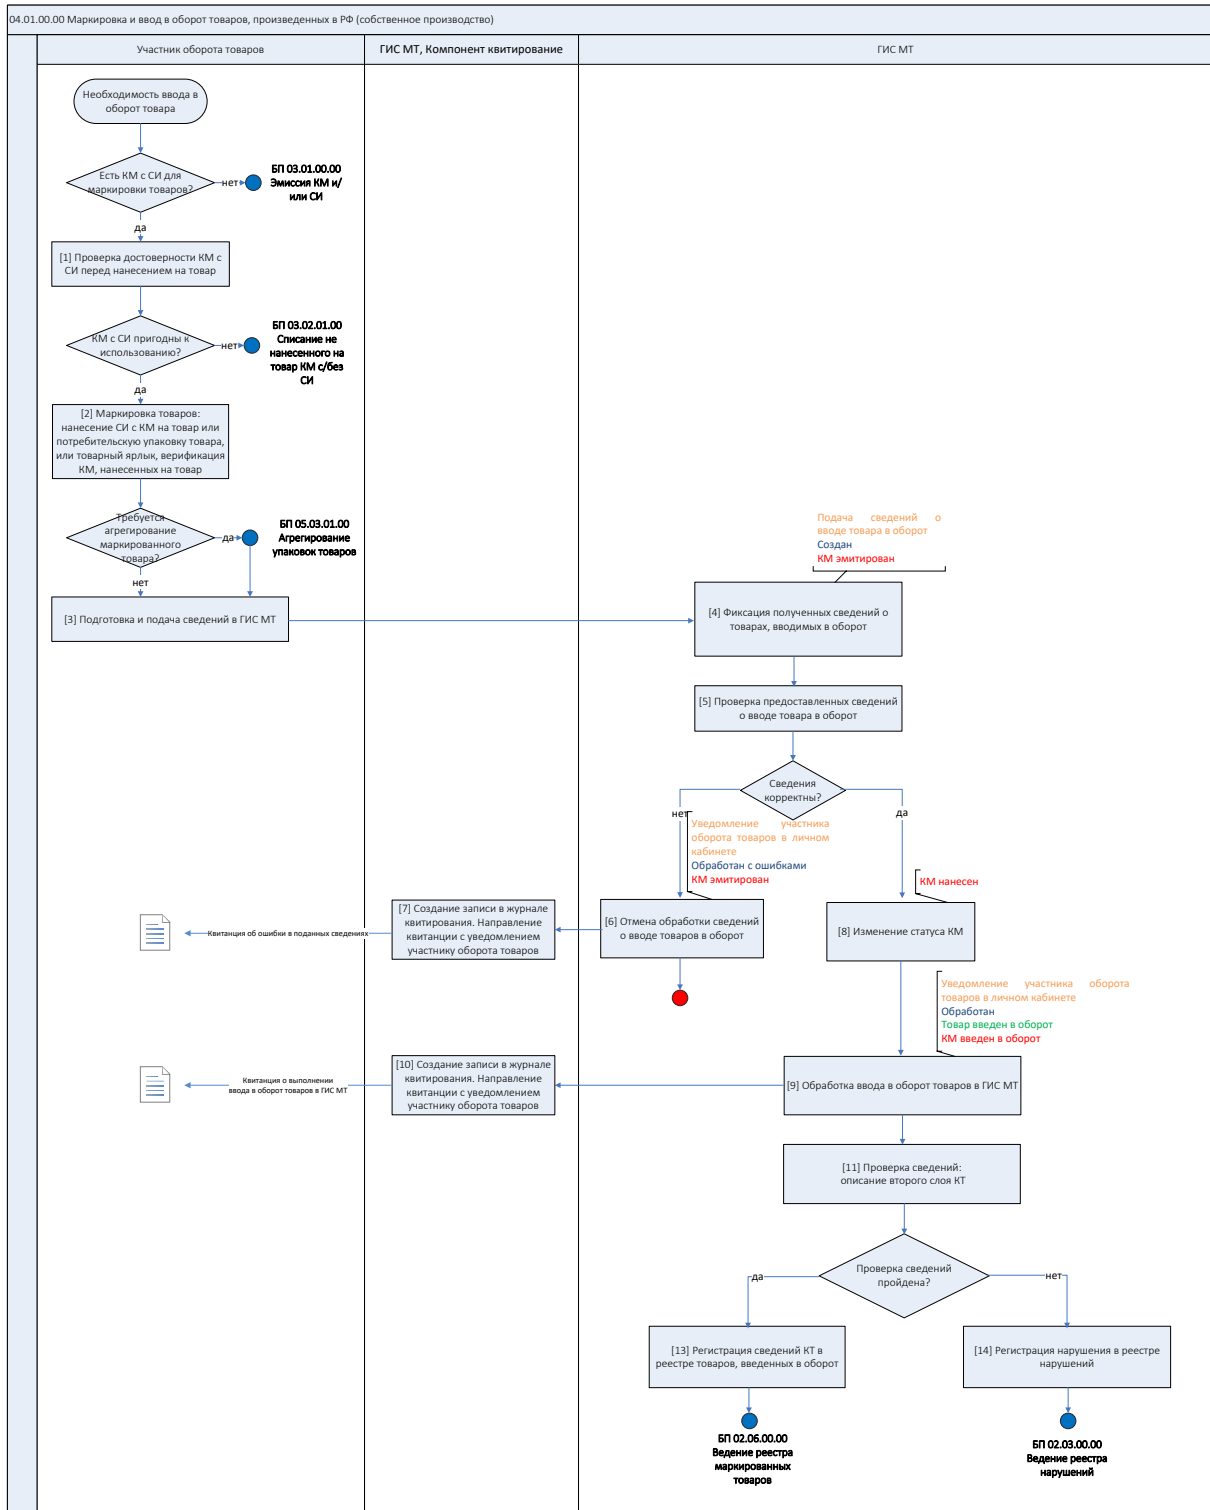 04.01.00.00 Маркировка и ввод в оборот товаров, произведенных в РФ (собственное производство)
Участник оборота товаров
ГИС МТ, Компонент квитирование
ГИС МТ
Необходимость ввода в
оборот товара
Есть КМ с СИ для
маркировки товаров?
нет
БП 03.01.00.00
Эмиссия КМ и/
или СИ
да
[1] Проверка достоверности КМ с
СИ перед нанесением на товар
КМ с СИ пригодны к
использованию?
нет
БП 03.02.01.00
Списание не
нанесенного на
товар КМ с/без
СИ
да
[2] Маркировка товаров:
нанесение СИ с КМ на товар или
потребительскую упаковку товара,
или товарный ярлык, верификация
КМ, нанесенных на товар
Требуется
агрегирование
маркированного
товара?
да
БП 05.03.01.00
Агрегирование
упаковок товаров
нет
[3] Подготовка и подача сведений в ГИС МТ
Подача сведений о
вводе товара в оборот
Создан
КМ эмитирован
[4] Фиксация полученных сведений о
товарах, вводимых в оборот
[5] Проверка предоставленных сведений
о вводе товара в оборот
Сведения
корректны?
нет
да
Уведомление участника
оборота товаров в личном
кабинете
Обработан с ошибками
КМ эмитирован
КМ нанесен
[6] Отмена обработки сведений
о вводе товаров в оборот
[7] Создание записи в журнале
квитирования. Направление
квитанции с уведомлением
участнику оборота товаров
Квитанция об ошибки в поданных сведениях
[8] Изменение статуса КМ
Уведомление участника оборота
товаров в личном кабинете
Обработан
Товар введен в оборот
КМ введен в оборот
[9] Обработка ввода в оборот товаров в ГИС МТ
[10] Создание записи в журнале
квитирования. Направление
квитанции с уведомлением
участнику оборота товаров
Квитанция о выполнении
ввода в оборот товаров в ГИС МТ
[11] Проверка сведений:
описание второго слоя КТ
Проверка сведений
пройдена?
да
нет
[13] Регистрация сведений КТ в
реестре товаров, введенных в оборот
[14] Регистрация нарушения в реестре
нарушений
БП 02.06.00.00
Ведение реестра
маркированных
товаров
БП 02.03.00.00
Ведение реестра
нарушений